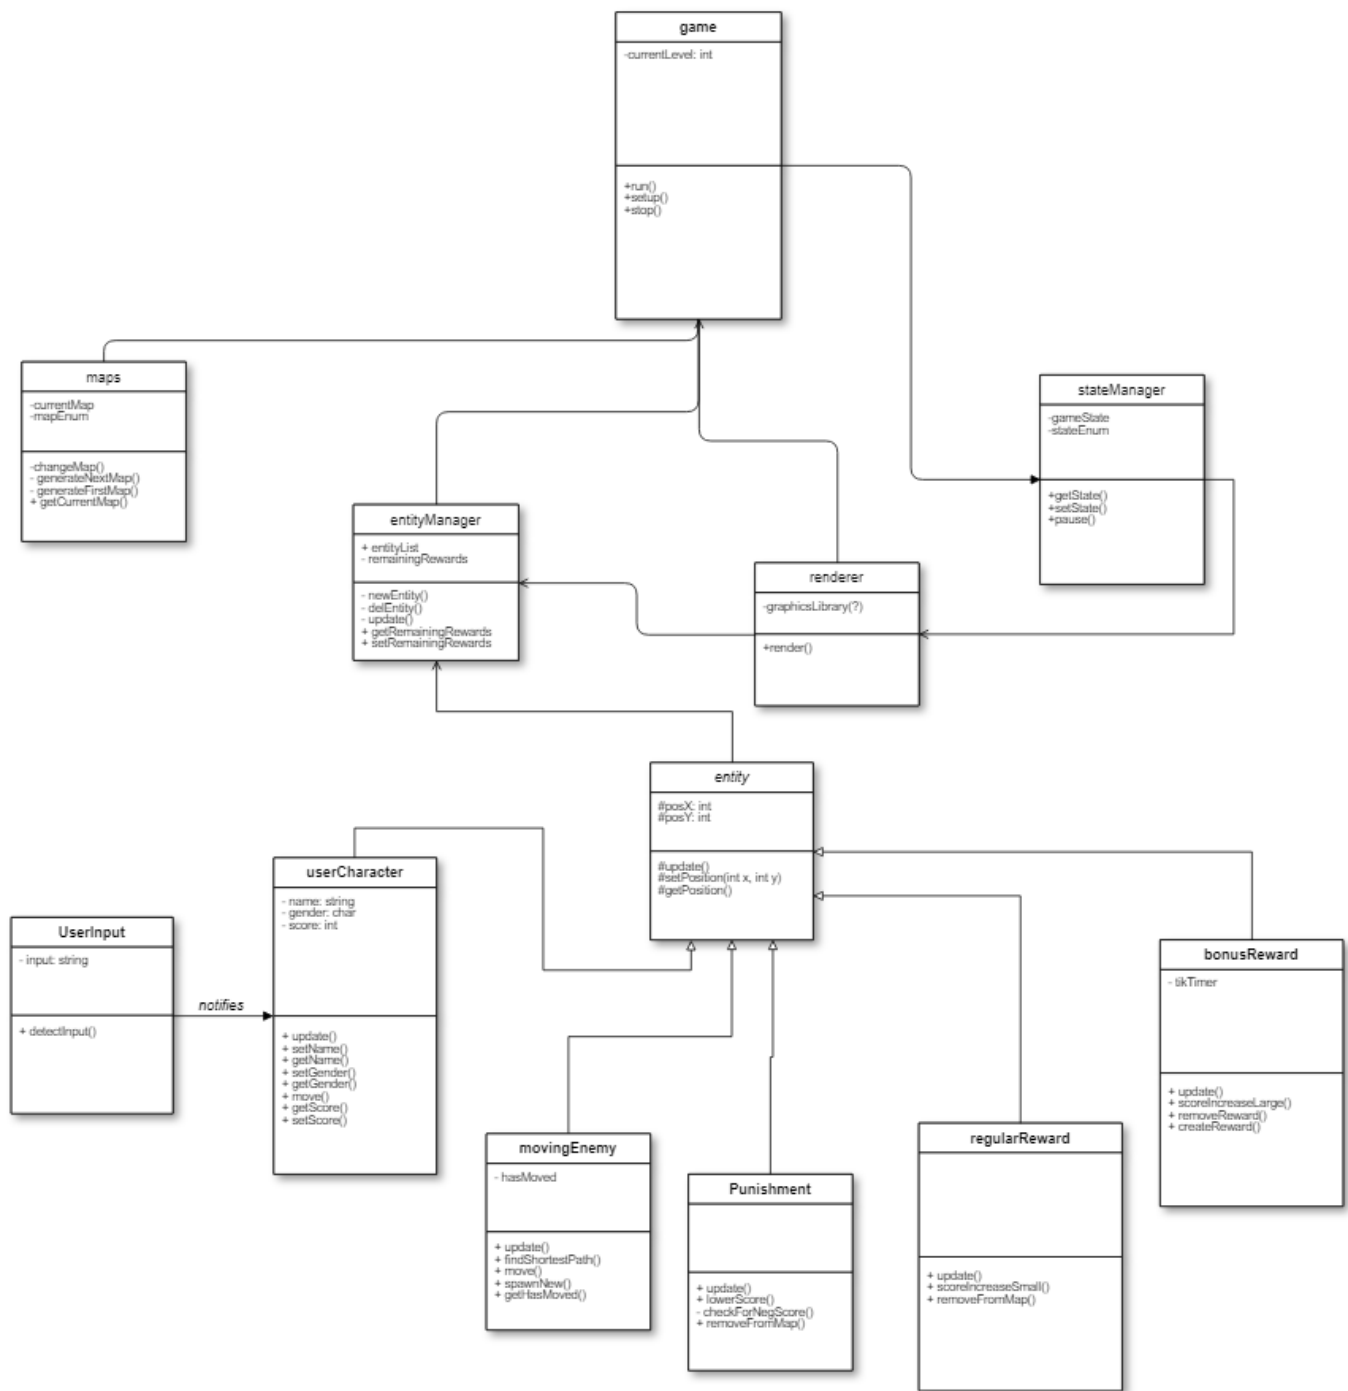 game
-currentLevel: int
+run()
+setup()
+stop()
maps
-currentMap
-mapEnum
-changeMap()
- generateNextMap()
- generateFirstMap()
+ getCurrentMap()
stateManager
-gameState
-stateEnum
+getState()
+setState()
+pause()
entityManager
+ entityList
- remainingRewards
- newEntity()
- delEntity()
- update()
+ getRemainingRewards
+ setRemainingRewards
renderer
-graphicsLibrary(?)
+render()
entity
#posX: int
#posY: int
#update()
#setPosition(int x, int y)
#getPosition()
userCharacter
- name: string
- gender: char
- score: int
+ update()
+ setName()
+ getName()
+ setGender()
+ getGender()
+ move()
+ getScore()
+ setScore()
UserInput
- input: string
+ detectInput()
notifies
bonusReward
- tikTimer
+ update()
+ scoreIncreaseLarge()
+ removeReward()
+ createReward()
movingEnemy
- hasMoved
+ update()
+ findShortestPath()
+ move()
+ spawnNew()
+ getHasMoved()
Punishment
+ update()
+ lowerScore()
- checkForNegScore()
+ removeFromMap()
regularReward
+ update()
+ scoreIncreaseSmall()
+ removeFromMap()